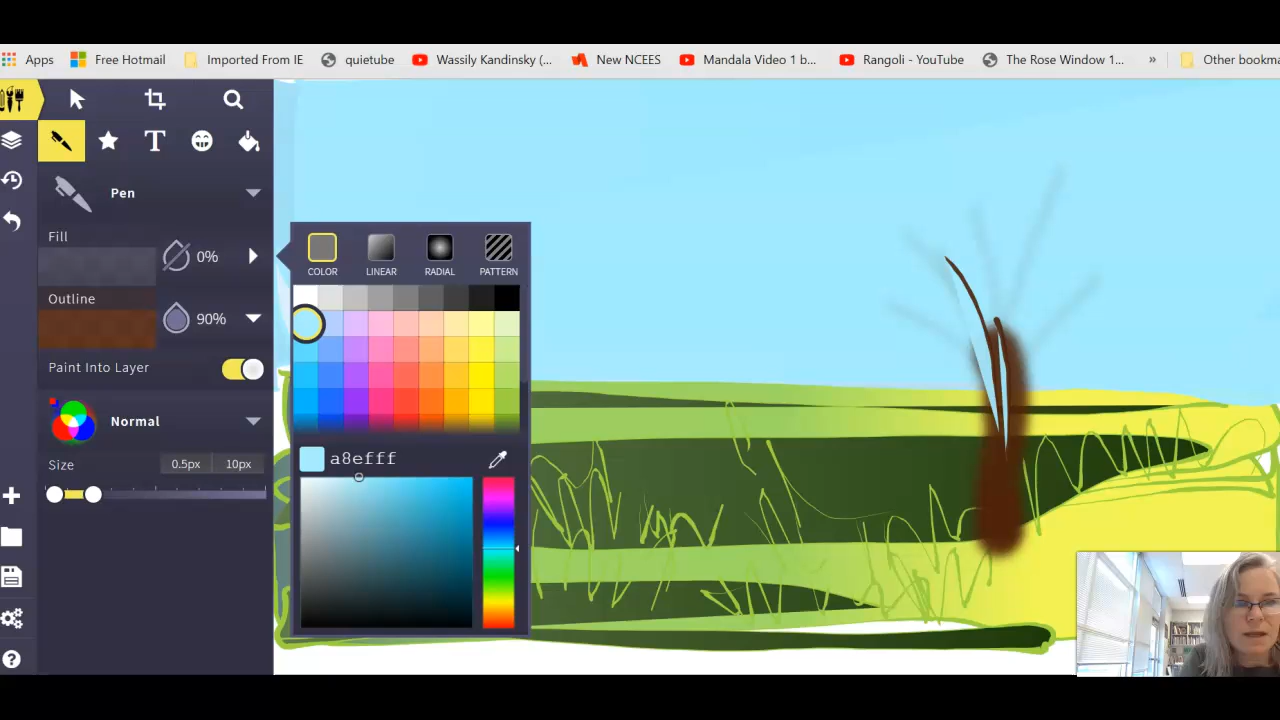 Apps Free Hotmail Imported From IE quietube Wassily Kandinsky (... New NCEES Mandala Video 1 b... Rangoli - YouTube The Rose Window 1... » Other bookma
T
Pen
Fill
0%
Outline
90%
Paint Into Layer
Normal
Size 0.5px 10px
COLOR LINEAR RADIAL PATTERN
a8efff
?